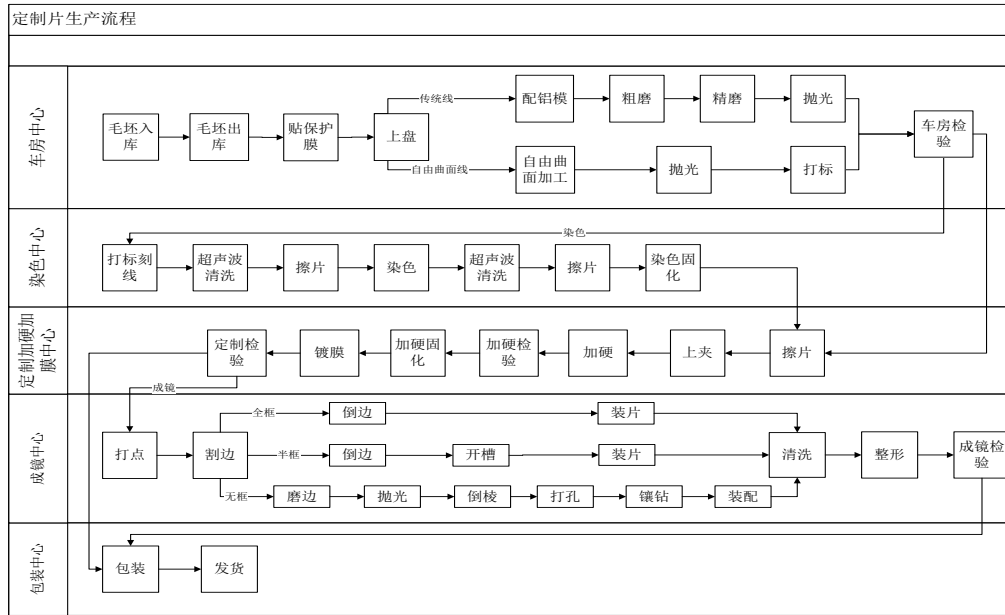 定制片生产流程
车房中心
毛坯入
库
毛坯出
库
贴保护
膜
上盘
传统线
配铝模
粗磨
精磨
抛光
自由曲面线
自由曲
面加工
抛光
打标
车房检
验
染色中心
染色
打标刻
线
超声波
清洗
擦片
染色
超声波
清洗
擦片
染色固
化
定制加硬加
膜中心
定制检
验
镀膜
加硬固
化
加硬检
验
加硬
上夹
擦片
成镜
成镜中心
打点
割边
全框
倒边
装片
半框
倒边
开槽
装片
无框
磨边
抛光
倒棱
打孔
镶钻
装配
清洗
整形
成镜检
验
包装中心
包装
发货